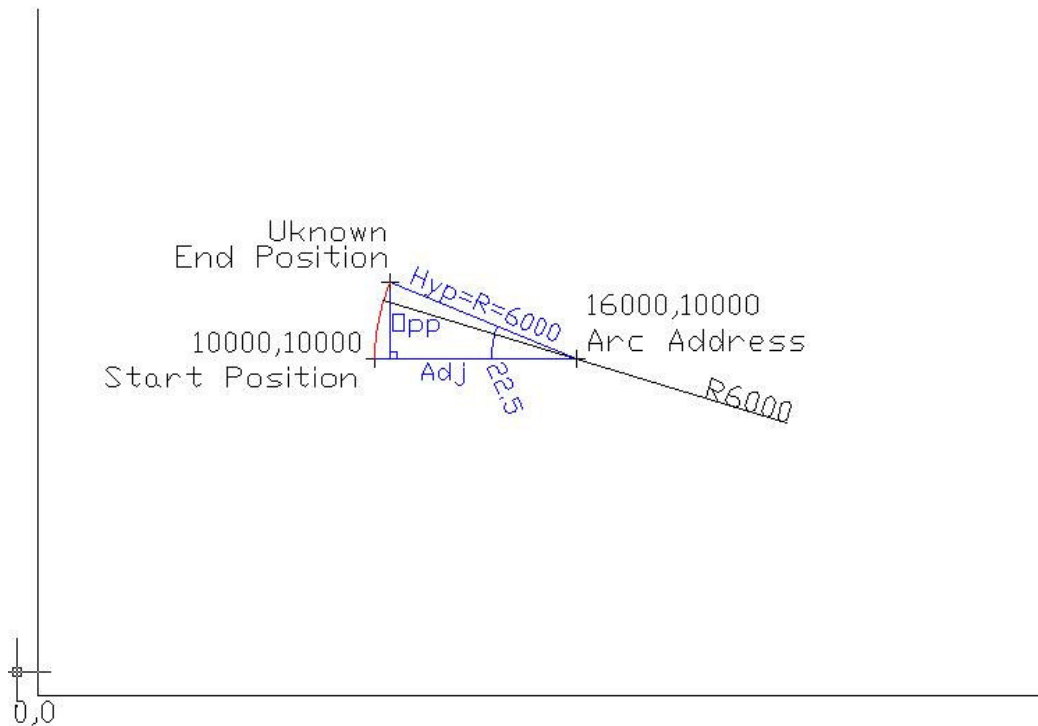 Uknown
End Position
Hyp=R=6000
16000,10000
Arc Address
Opp
10000,10000
Start Position
Adj
22,5
R6000
0,0